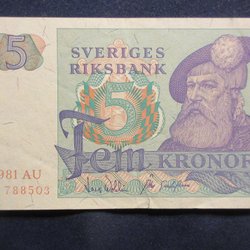 5
SVERIGES
RIKSBANK
5
1981 AU
Fem KRONOR
788503